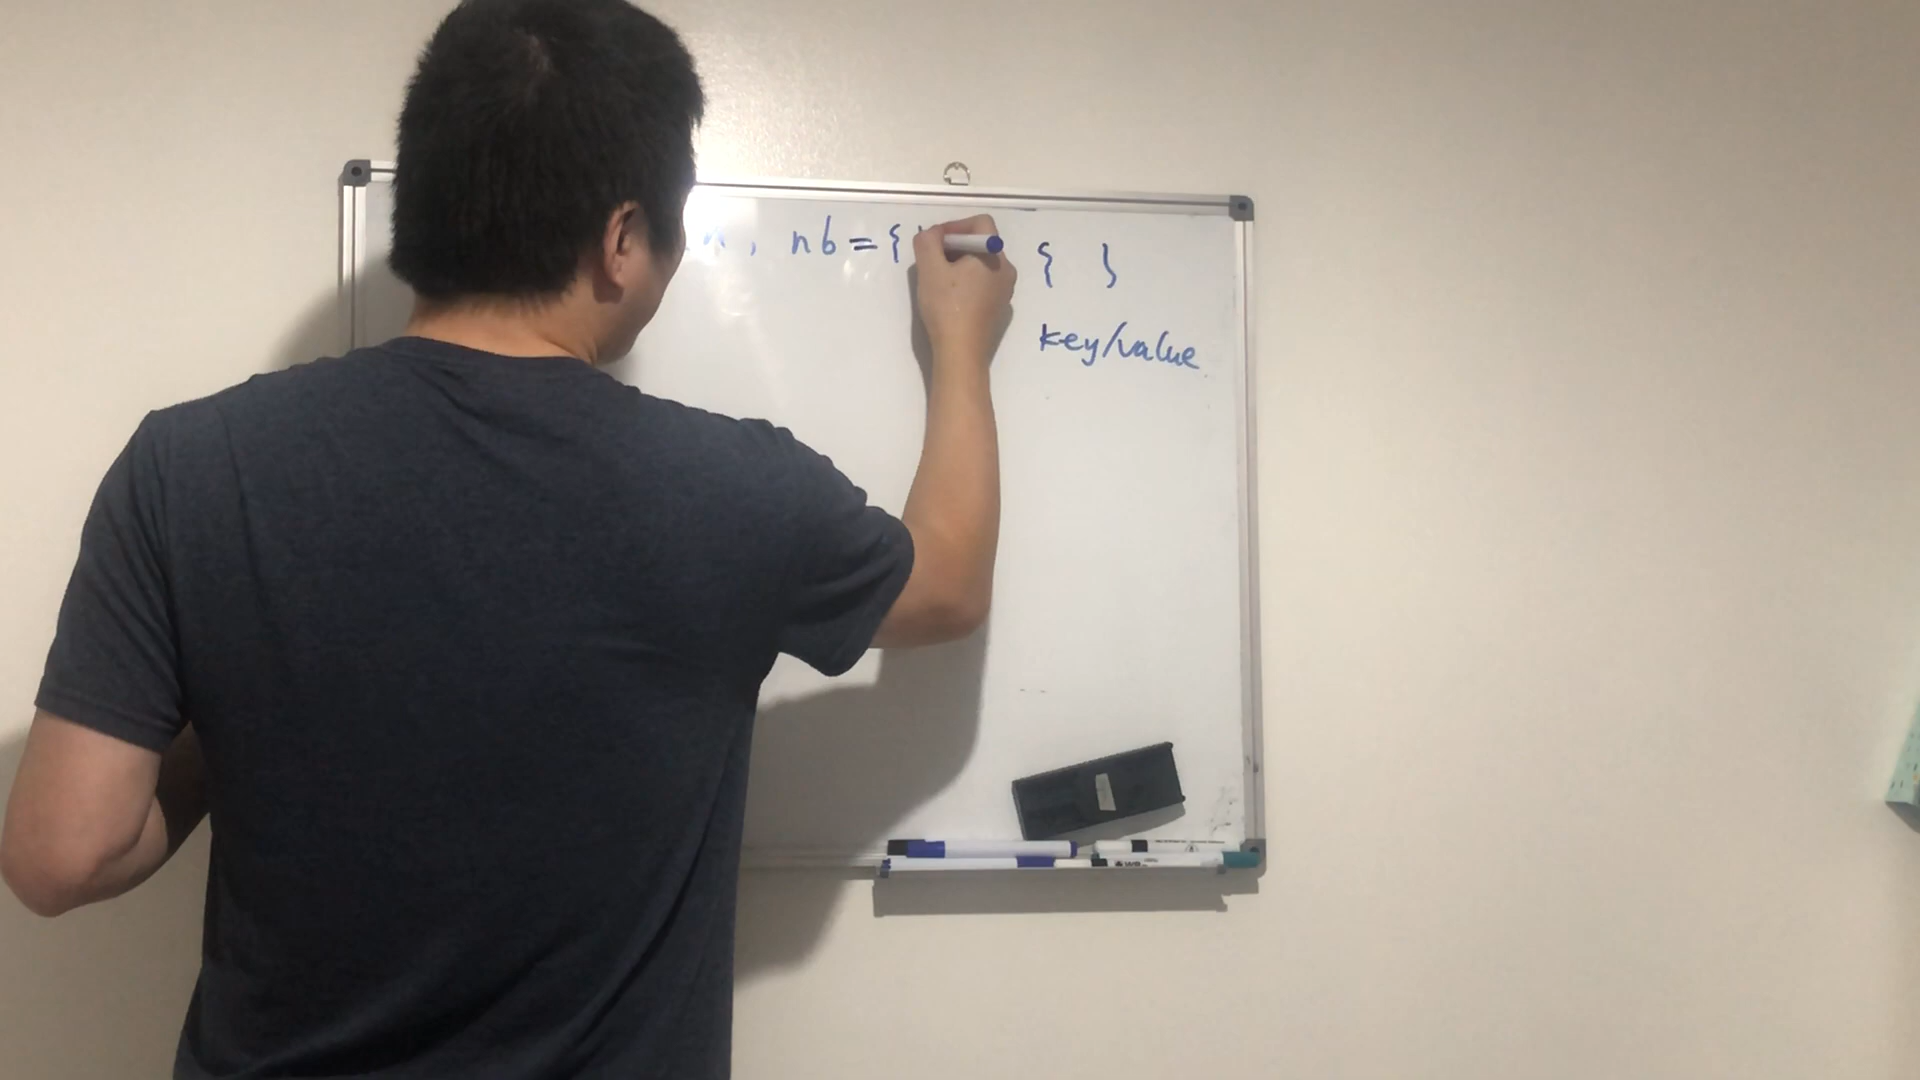 n, nb={
{ }
key/value